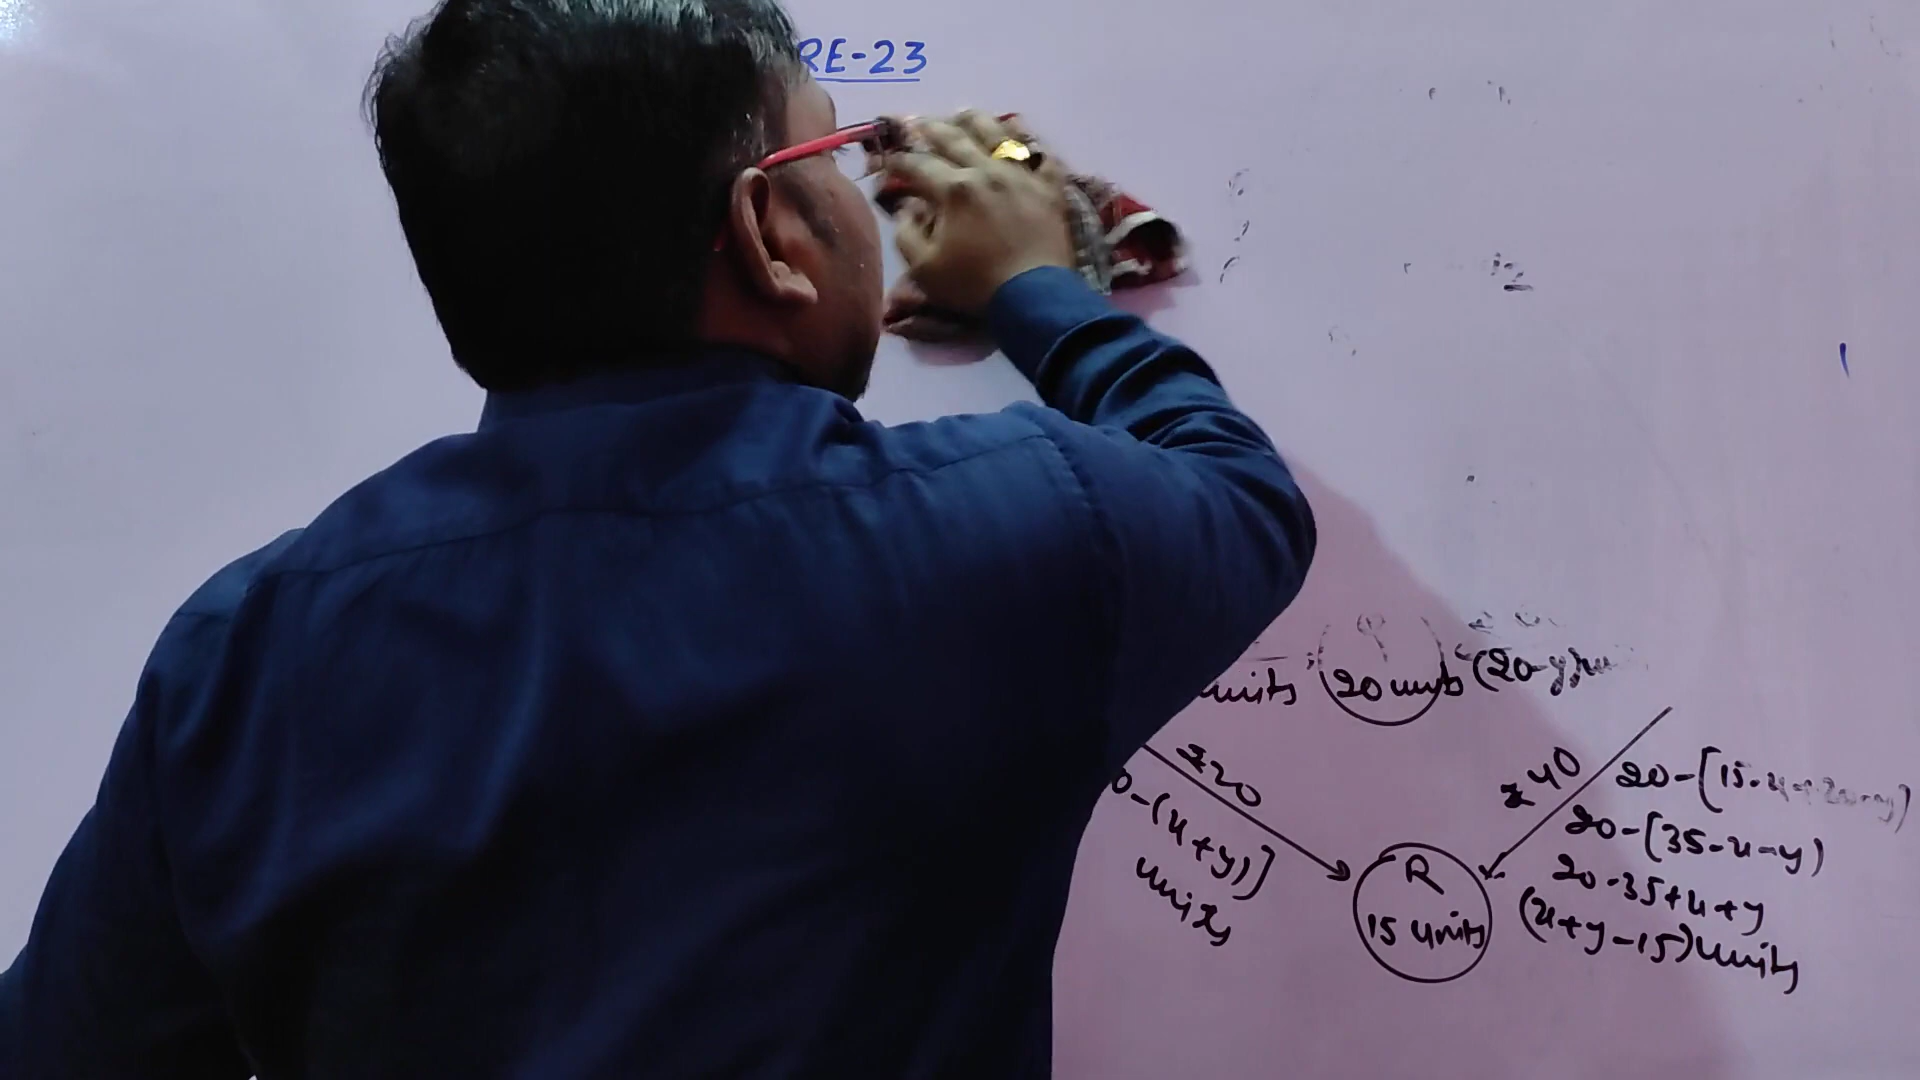 RE-23
units 20 units (20-y)
₹20
0-(x+y)]
units
₹40
20-[15-x+20-y)
20-[35-x-y)
20-35+x+y
(x+y-15) units
R
15 units